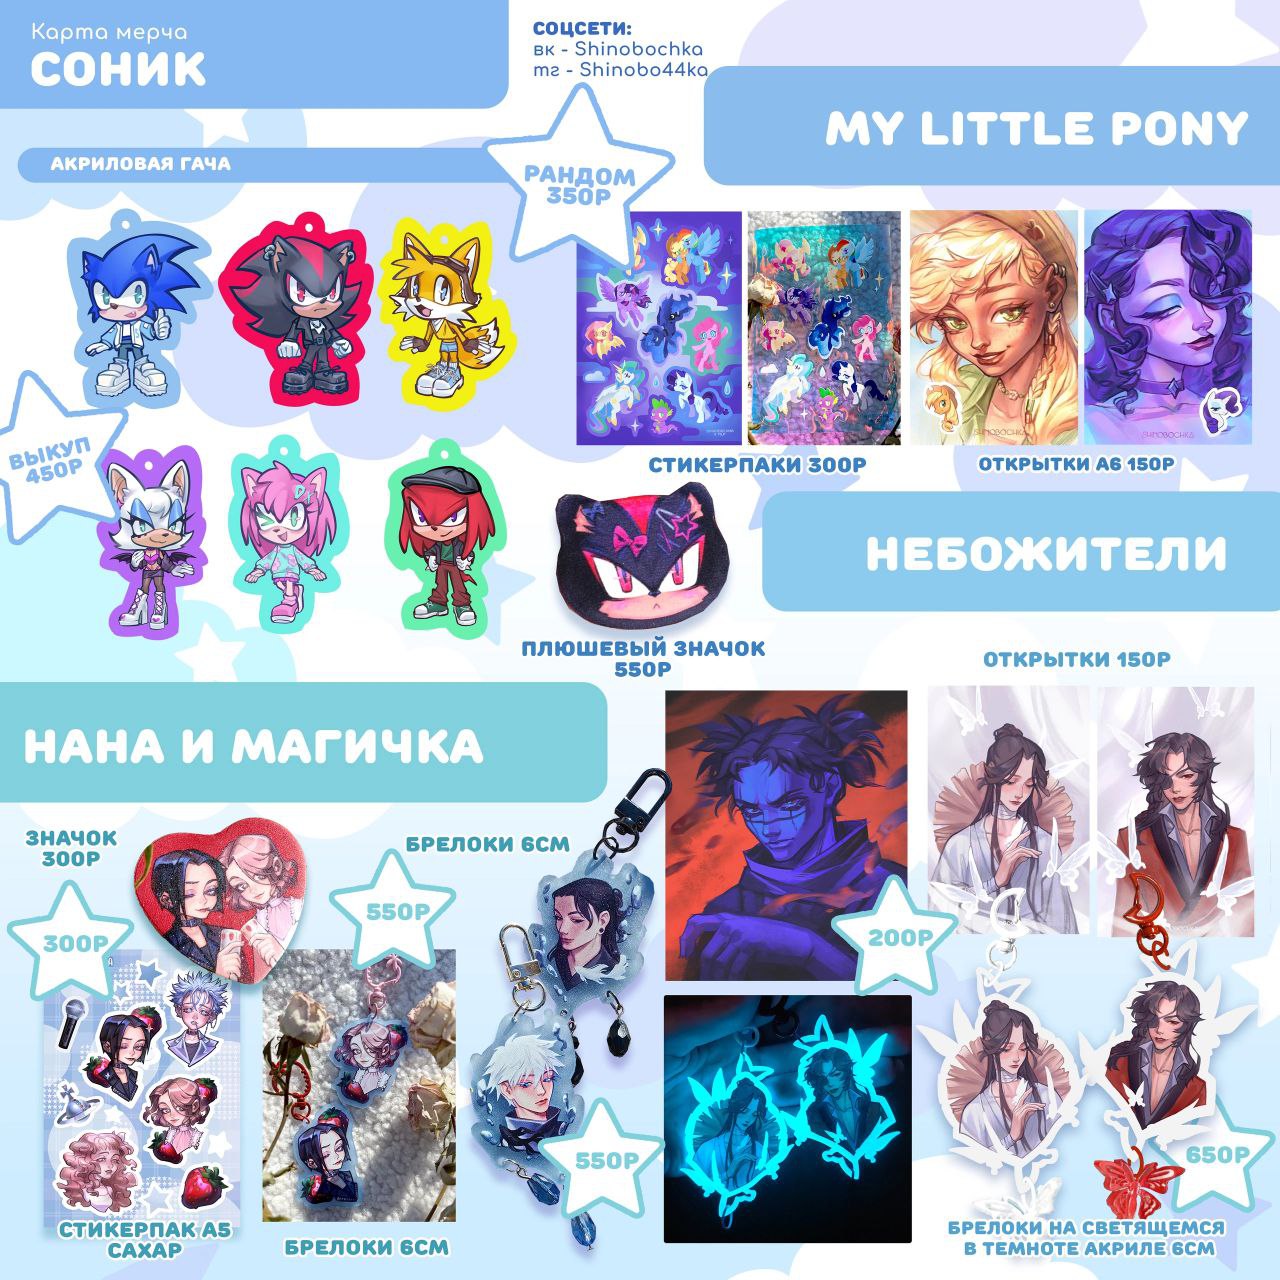 Карта мерча
СОНИК
СОЦСЕТИ:
вк - Shinobochka
тг - Shinobo44ka
MY LITTLE PONY
АКРИЛОВАЯ ГАЧА
РАНДОМ
350Р
ВЫКУП
450Р
SHINOBOCHKA
SHINOBOCHKA
СТИКЕРПАКИ 300Р
ОТКРЫТКИ А6 150Р
НЕБОЖИТЕЛИ
ПЛЮШЕВЫЙ ЗНАЧОК
550Р
ОТКРЫТКИ 150Р
НАНА И МАГИЧКА
ЗНАЧОК
300Р
БРЕЛОКИ 6СМ
300Р
550Р
200Р
550Р
650Р
СТИКЕРПАК А5
САХАР
БРЕЛОКИ 6СМ
БРЕЛОКИ НА СВЕТЯЩЕМСЯ
В ТЕМНОТЕ АКРИЛЕ 6СМ